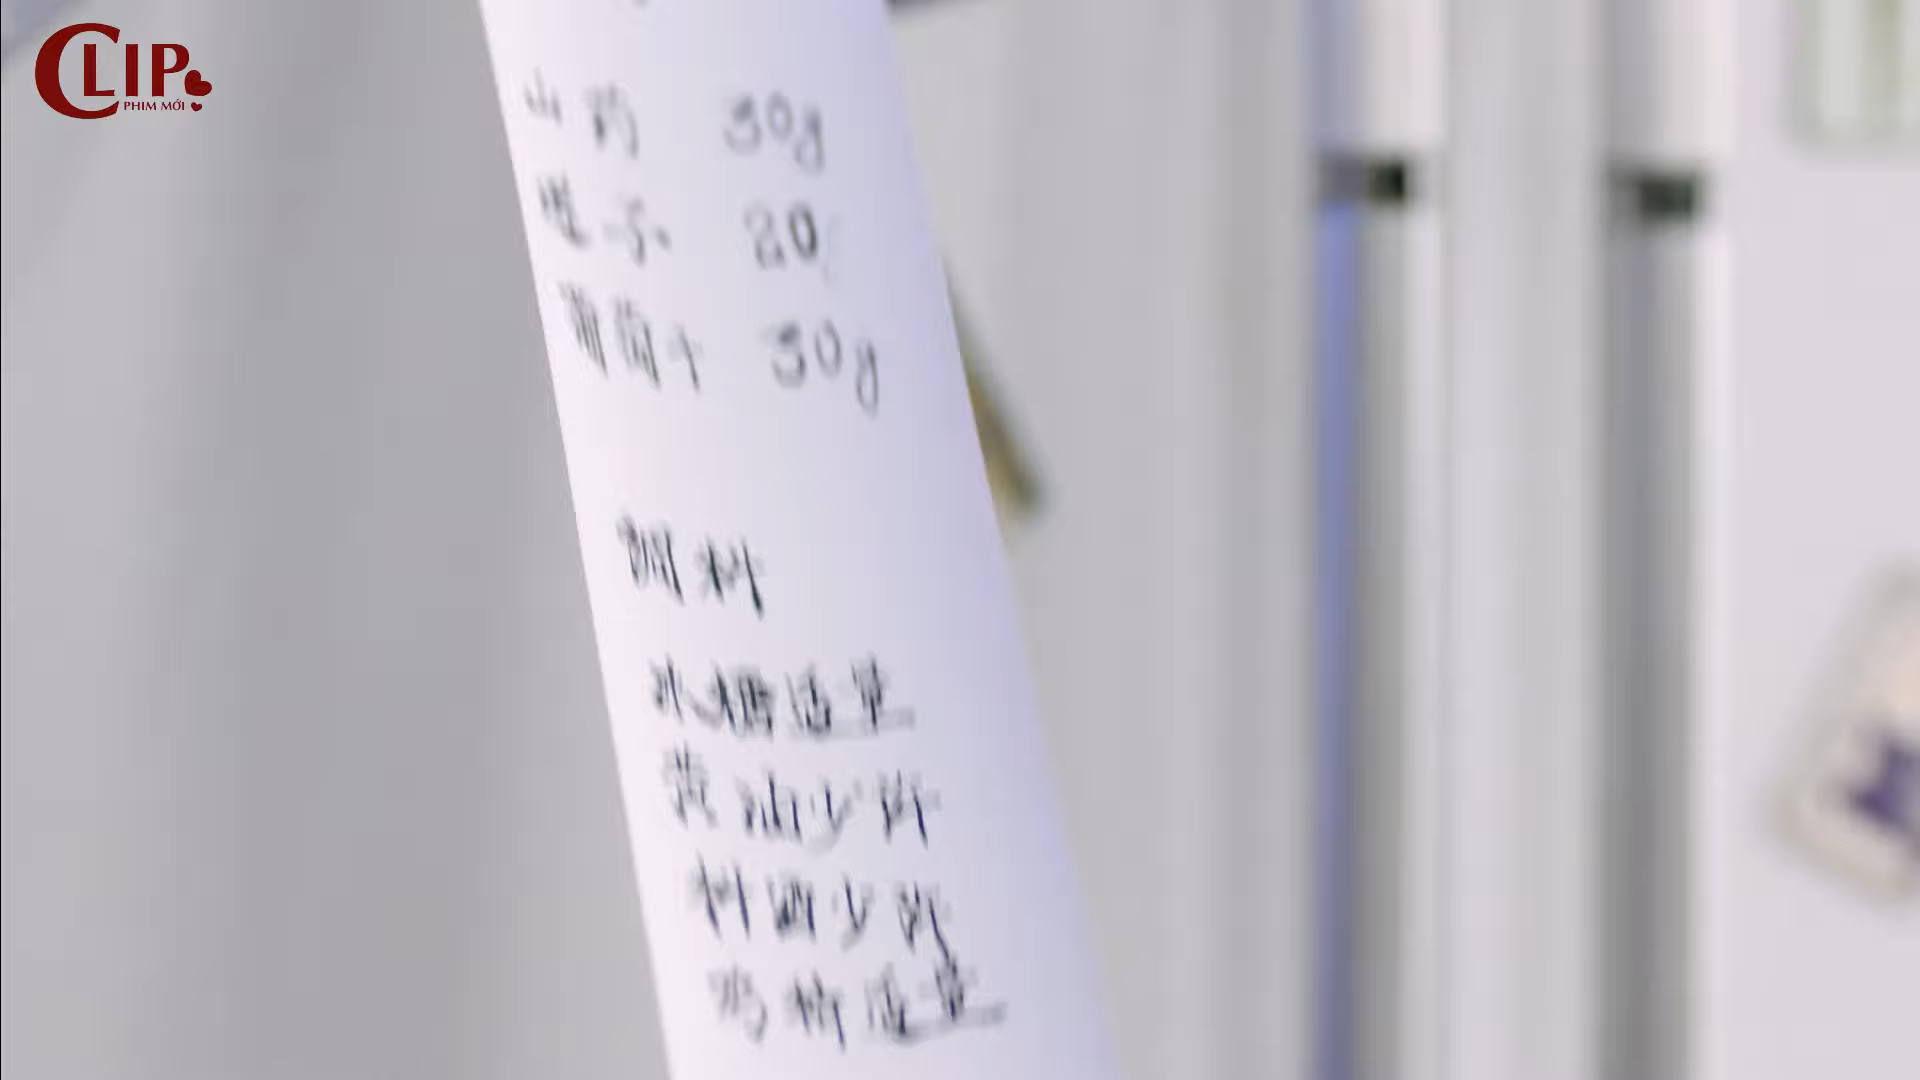 CLIP
PHIM MỚI
山药 30g
橙子 20
葡萄干 30g
调料
冰糖适量
黄油少许
料酒少许
鸡精适量